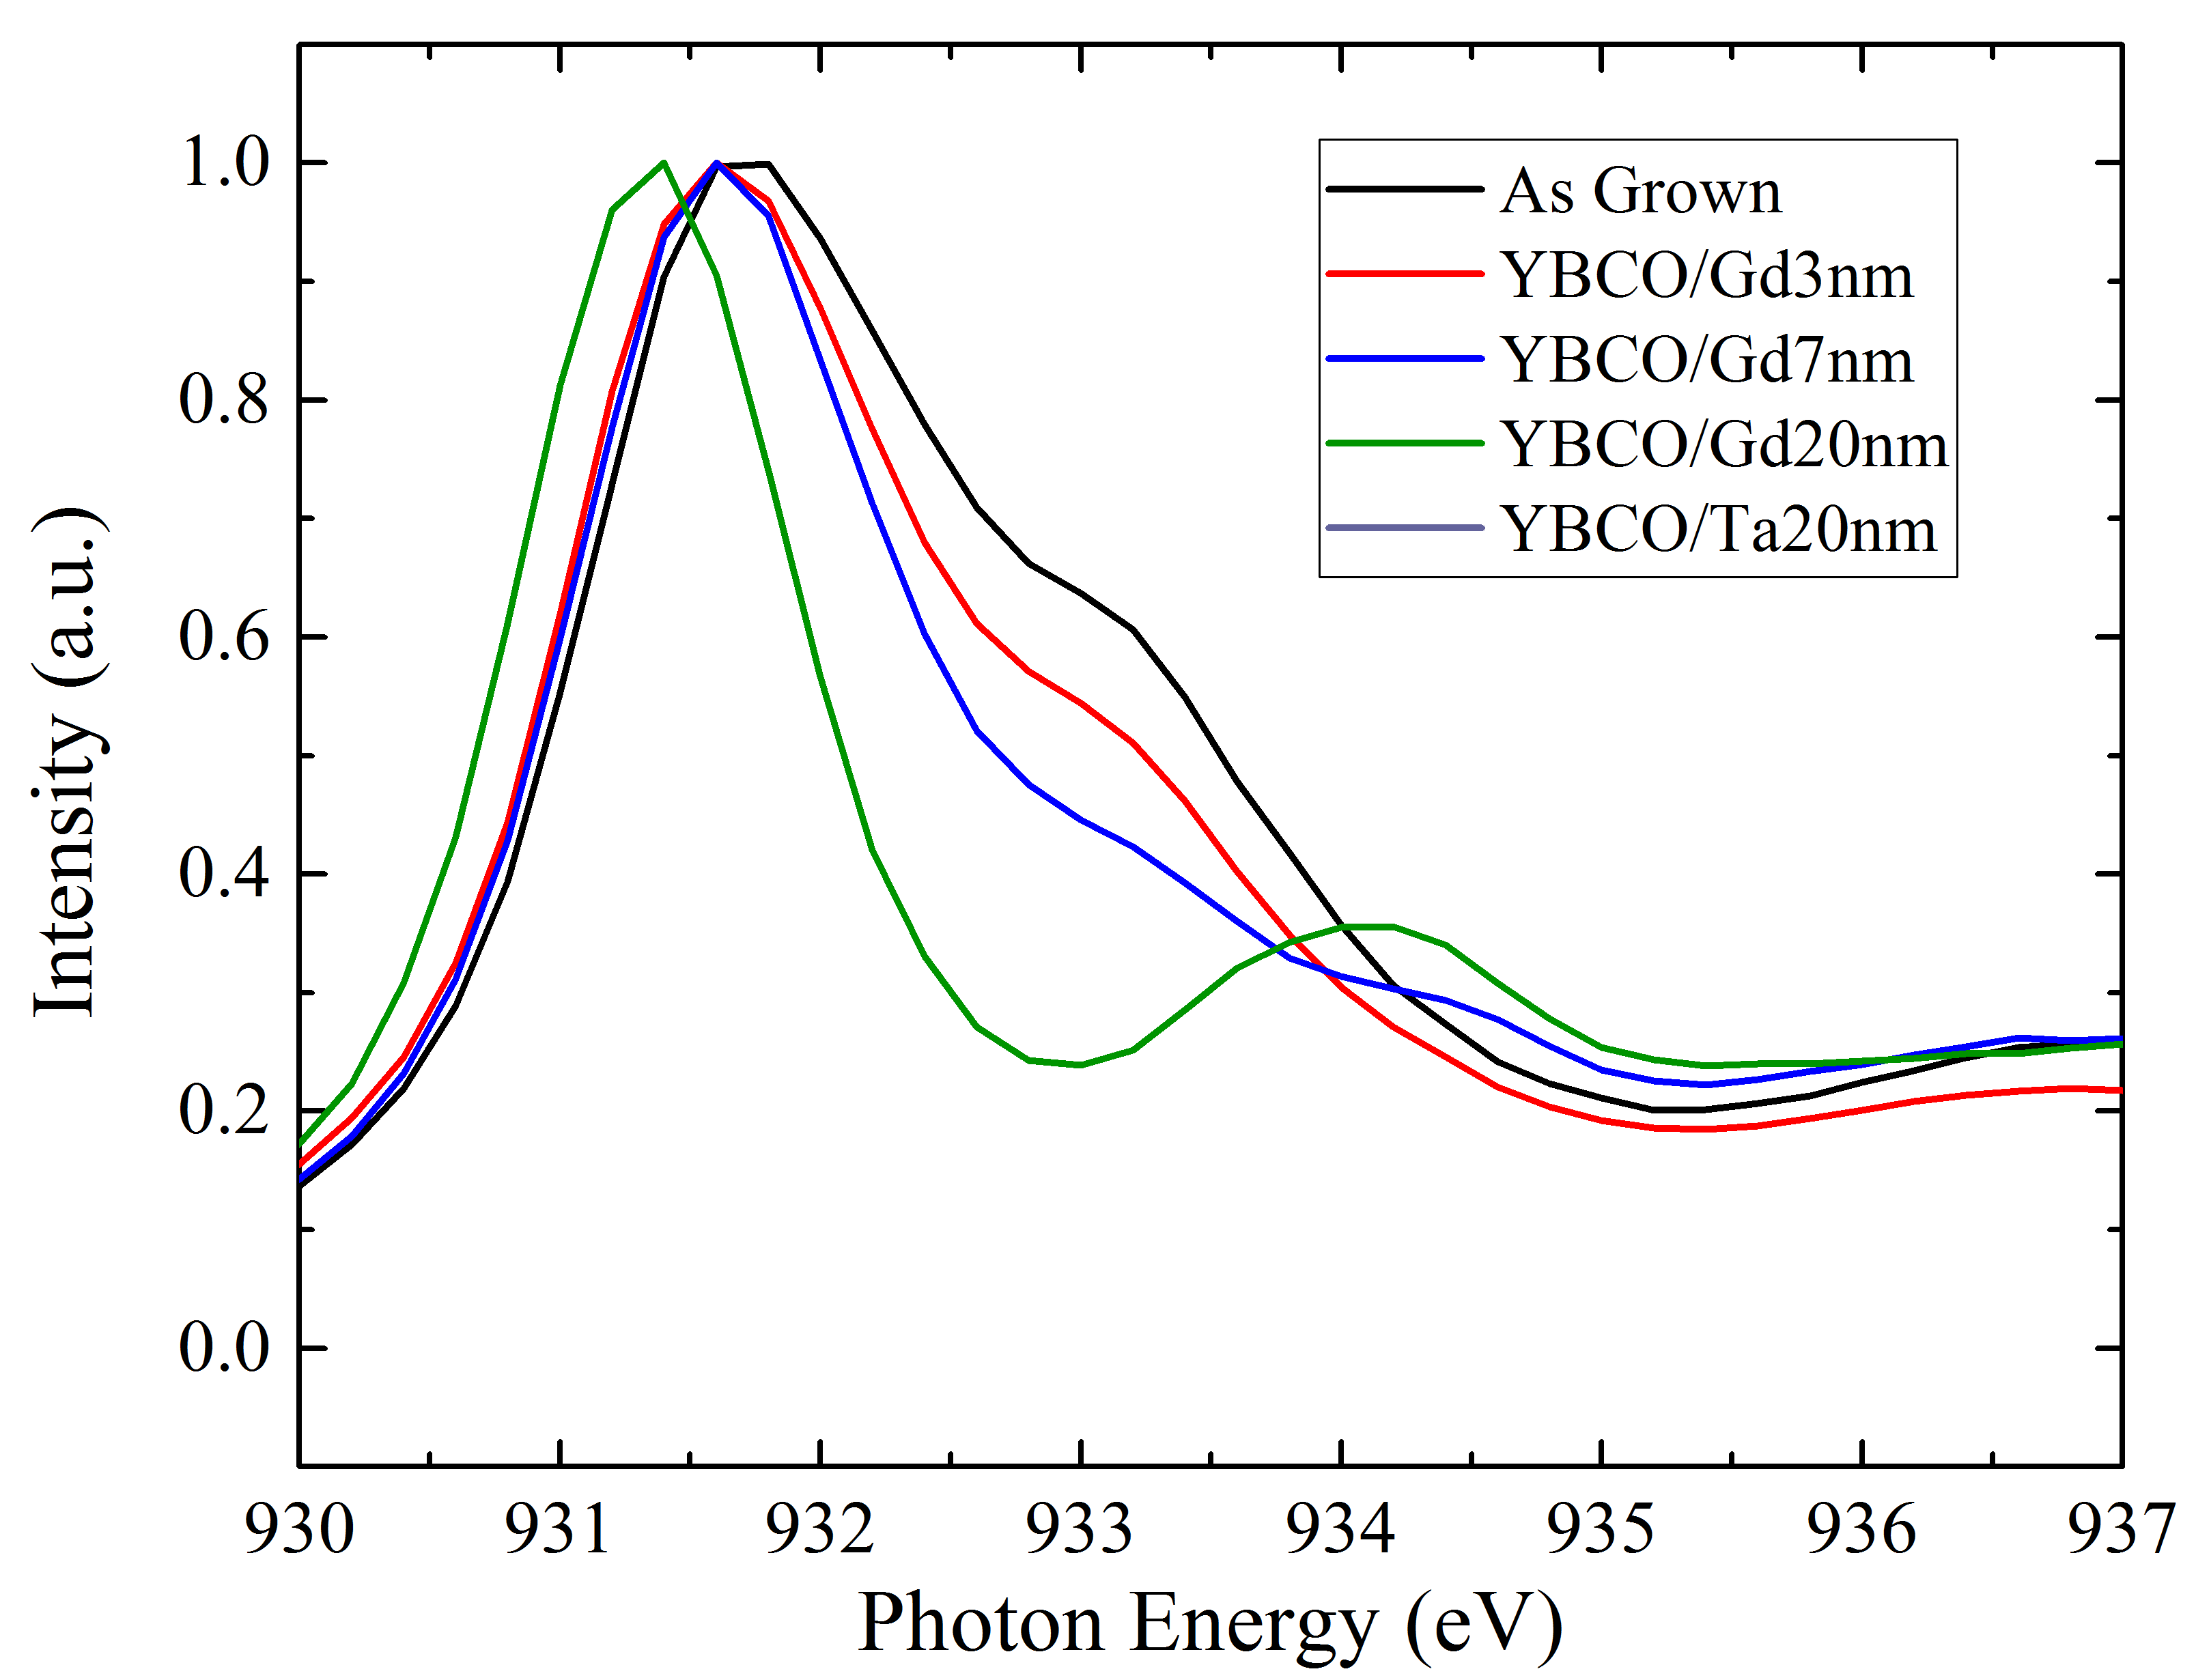 Intensity (a.u.)
1.0
0.8
0.6
0.4
0.2
0.0
As Grown
YBCO/Gd3nm
YBCO/Gd7nm
YBCO/Gd20nm
YBCO/Ta20nm
930 931 932 933 934 935 936 937
Photon Energy (eV)